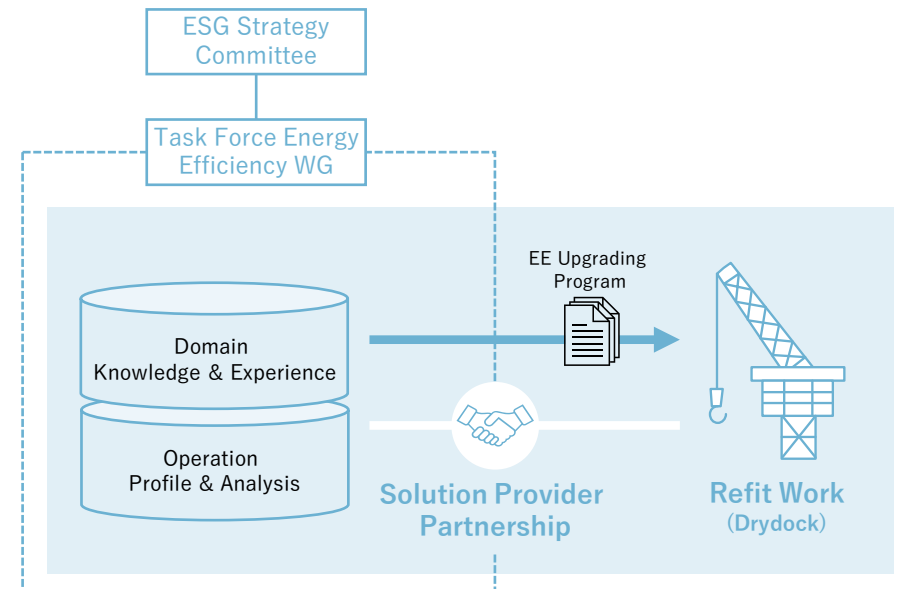 ESG Strategy
Committee
Task Force Energy
Efficiency WG
EE Upgrading
Program
Domain
Knowledge & Experience
Operation
Profile & Analysis
Solution Provider
Partnership
Refit Work
(Drydock)